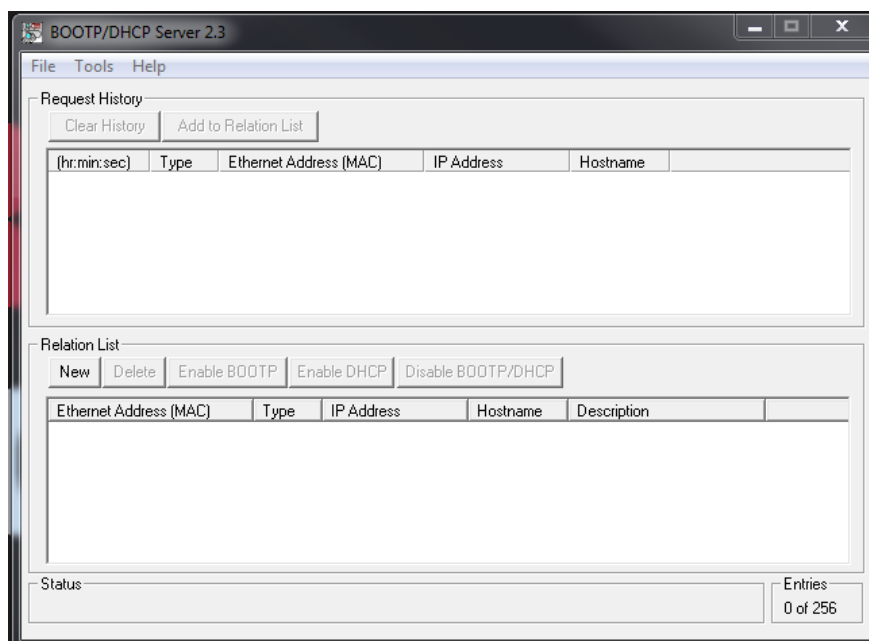 BOOTP/DHCP Server 2.3
File Tools Help
Request History
Clear History Add to Relation List
(hr:min:sec) Type Ethernet Address (MAC) IP Address Hostname
Relation List
New Delete Enable BOOTP Enable DHCP Disable BOOTP/DHCP
Ethernet Address (MAC) Type IP Address Hostname Description
Status Entries
0 of 256